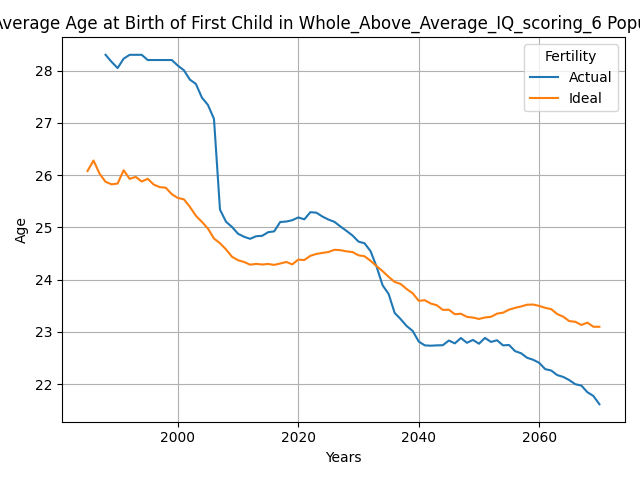 Average Age at Birth of First Child in Whole_Above_Average_IQ_scoring_6
Fertility
Actual
Ideal
28
27
26
25
24
23
22
Age
2000
2020
2040
2060
Years